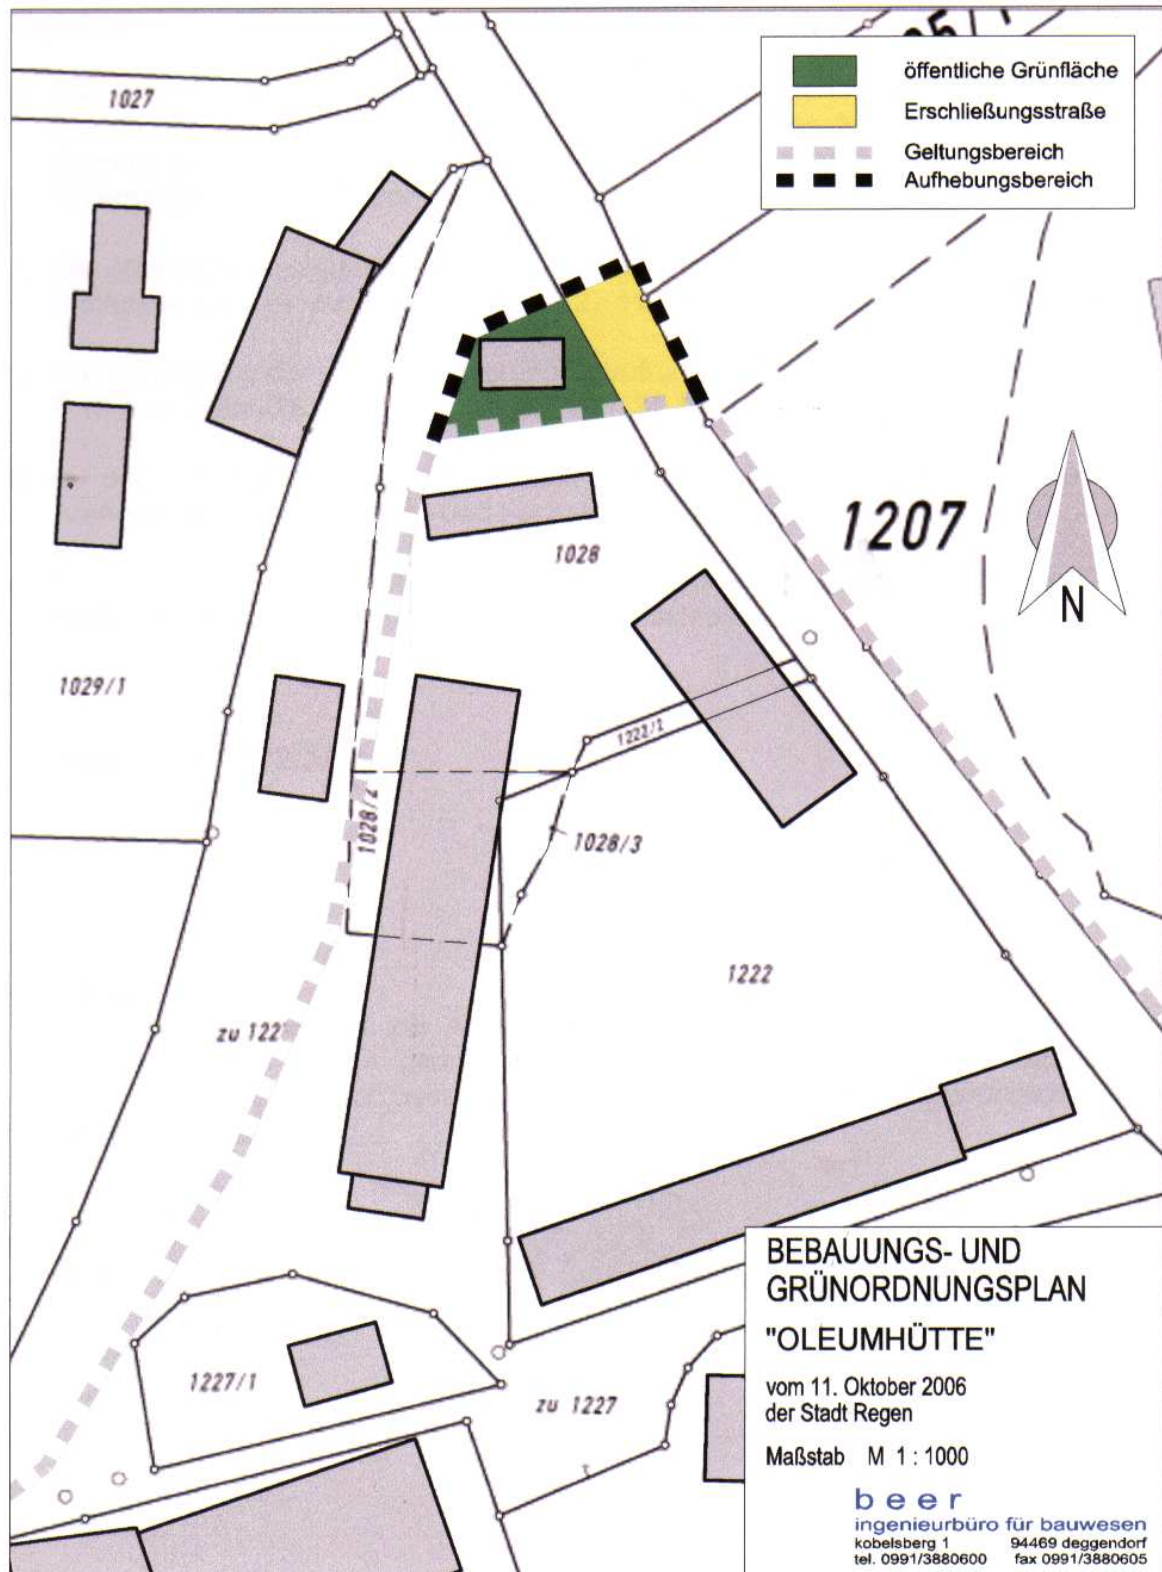 1027
öffentliche Grünfläche
Erschließungsstraße
Geltungsbereich
Aufhebungsbereich
1207
N
1028
1029/1
1222/2
1028/2
1028/3
1222
zu 122
1227/1
zu 1227
BEBAUUNGS- UND
GRÜNORDNUNGSPLAN
"OLEUMHÜTTE"
vom 11. Oktober 2006
der Stadt Regen
Maßstab M 1 : 1000
beer
ingenieurbüro für bauwesen
kobelsberg 1 94469 deggendorf
tel. 0991/3880600 fax 0991/3880605